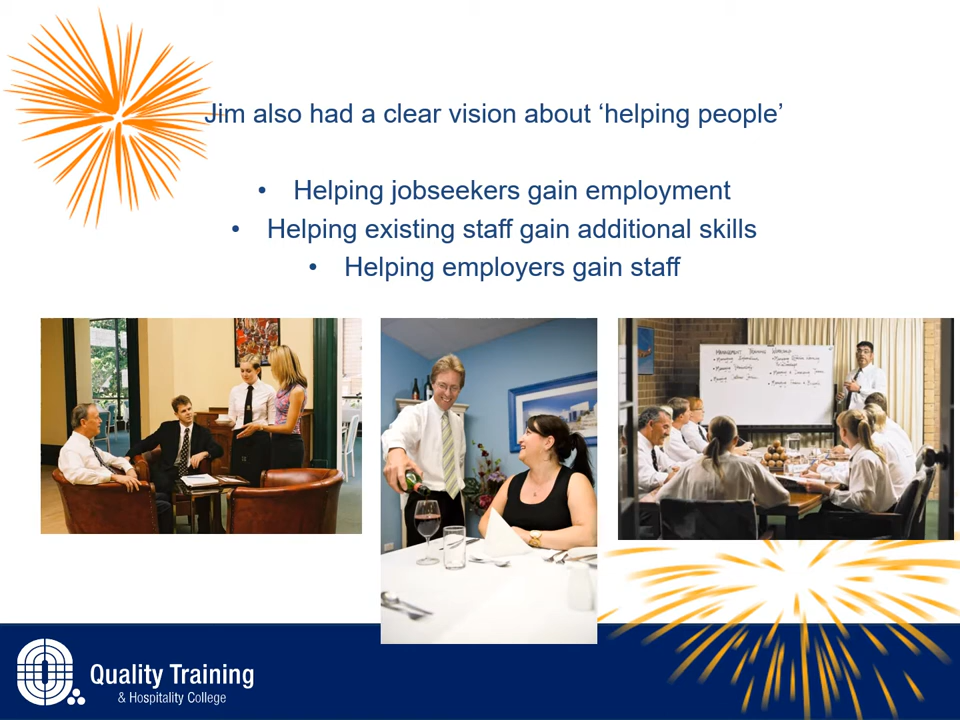 Jim also had a clear vision about ‘helping people’
• Helping jobseekers gain employment
• Helping existing staff gain additional skills
• Helping employers gain staff
MANAGEMENT TRAINING WORKSHOP
Quality Training
& Hospitality College